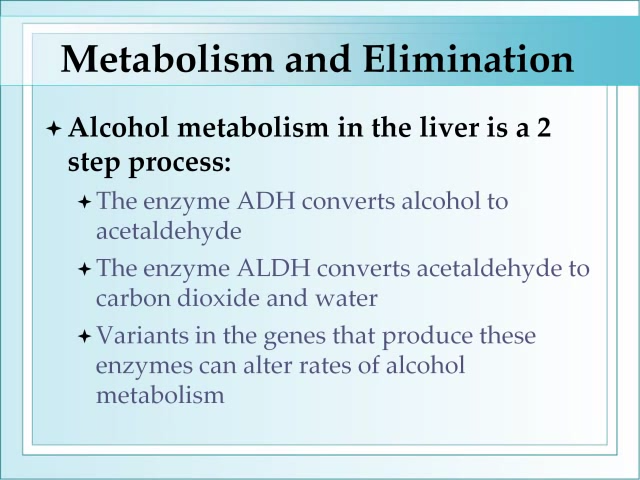 Metabolism and Elimination
Alcohol metabolism in the liver is a 2
step process:
The enzyme ADH converts alcohol to
acetaldehyde
The enzyme ALDH converts acetaldehyde to
carbon dioxide and water
Variants in the genes that produce these
enzymes can alter rates of alcohol
metabolism